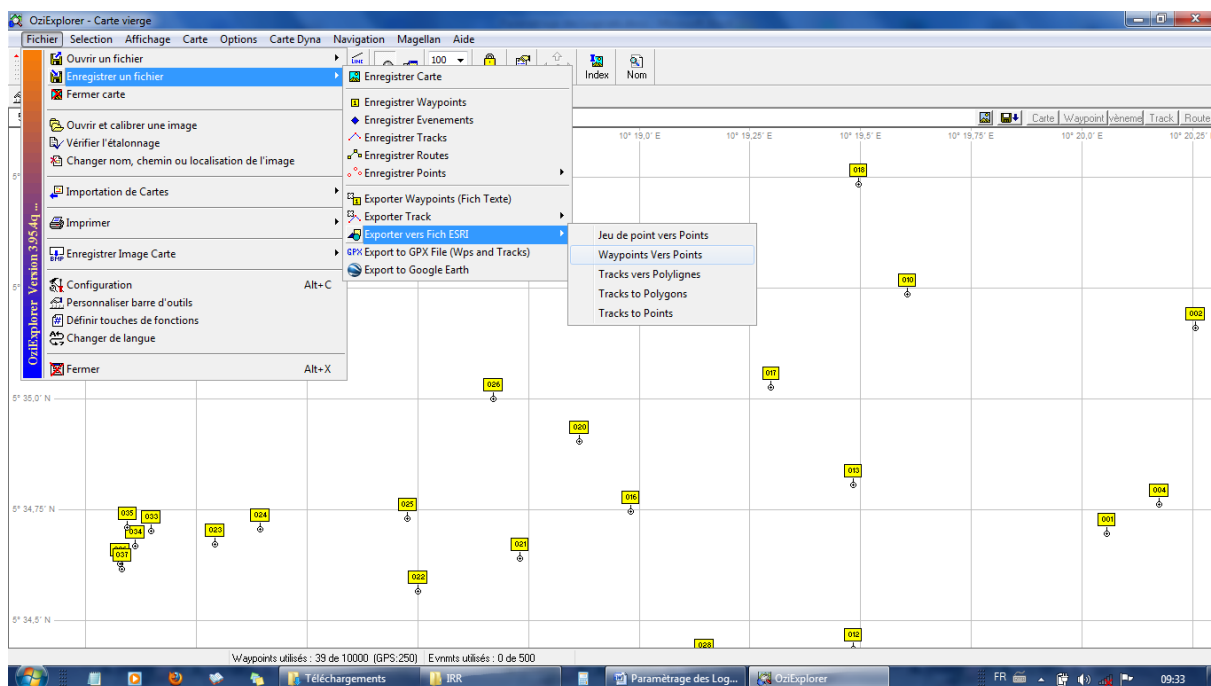 OziExplorer - Carte vierge
Fichier Selection Affichage Carte Options Carte Dyna Navigation Magellan Aide
100
Index
Nom
Carte Waypoint Track Route
Ouvrir un fichier
Enregistrer un fichier
Fermer carte
Ouvrir et calibrer une image
Vérifier l'étalonnage
Changer nom, chemin ou localisation de l'image
Importation de Cartes
Imprimer
Enregistrer Image Carte
Configuration Alt+C
Personnaliser barre d'outils
Définir touches de fonctions
Changer de langue
Fermer Alt+X
OziExplorer Version 3.95.4q ...
Enregistrer Carte
Enregistrer Waypoints
Enregistrer Evenements
Enregistrer Tracks
Enregistrer Routes
Enregistrer Points
Exporter Waypoints (Fich Texte)
Exporter Track
Exporter vers Fich ESRI
GPX Export to GPX File (Wps and Tracks)
Export to Google Earth
Jeu de point vers Points
Waypoints Vers Points
Tracks vers Polylignes
Tracks to Polygons
Tracks to Points
10° 19,0' E 10° 19,25' E 10° 19,5' E 10° 19,75' E 10° 20,0' E 10° 20,25'
018
010
002
017
026
5° 35,0' N
020
013
004
016
025
5° 34,75' N
035
033
024
001
034
023
021
037
022
5° 34,5' N
012
028
Waypoints utilisés : 39 de 10000 (GPS:250) Evnmts utilisés : 0 de 500
Téléchargements
IRR
Paramètrage des Log...
OziExplorer
FR
09:33